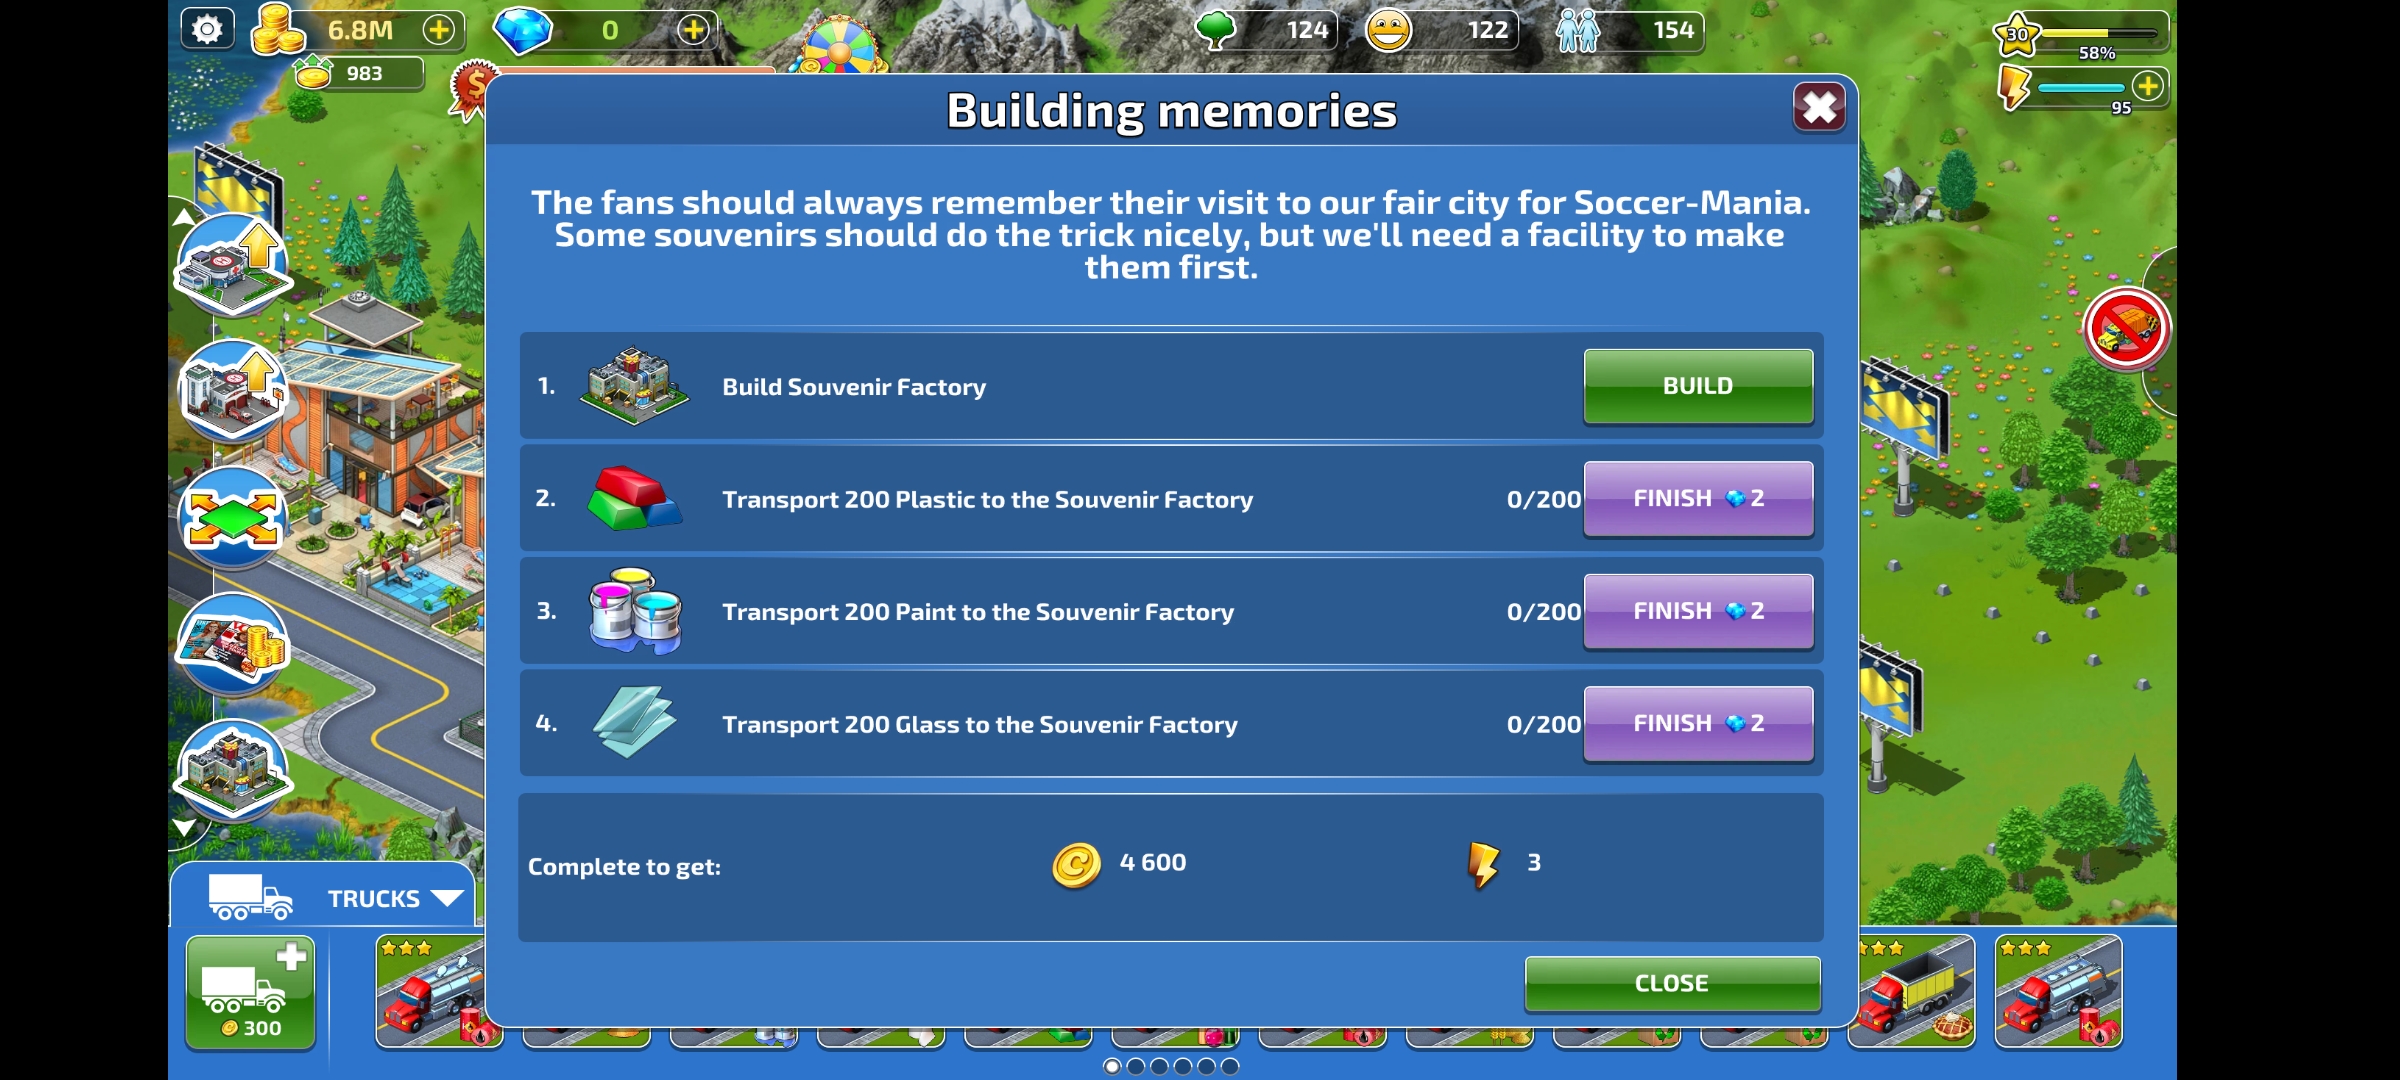 6.8M
0
124
122
154
30
58%
983
95
Building memories
The fans should always remember their visit to our fair city for Soccer-Mania.
Some souvenirs should do the trick nicely, but we'll need a facility to make
them first.
1.
Build Souvenir Factory
BUILD
2.
Transport 200 Plastic to the Souvenir Factory
0/200
FINISH 2
3.
Transport 200 Paint to the Souvenir Factory
0/200
FINISH 2
4.
Transport 200 Glass to the Souvenir Factory
0/200
FINISH 2
Complete to get:
4 600
3
TRUCKS
CLOSE
300